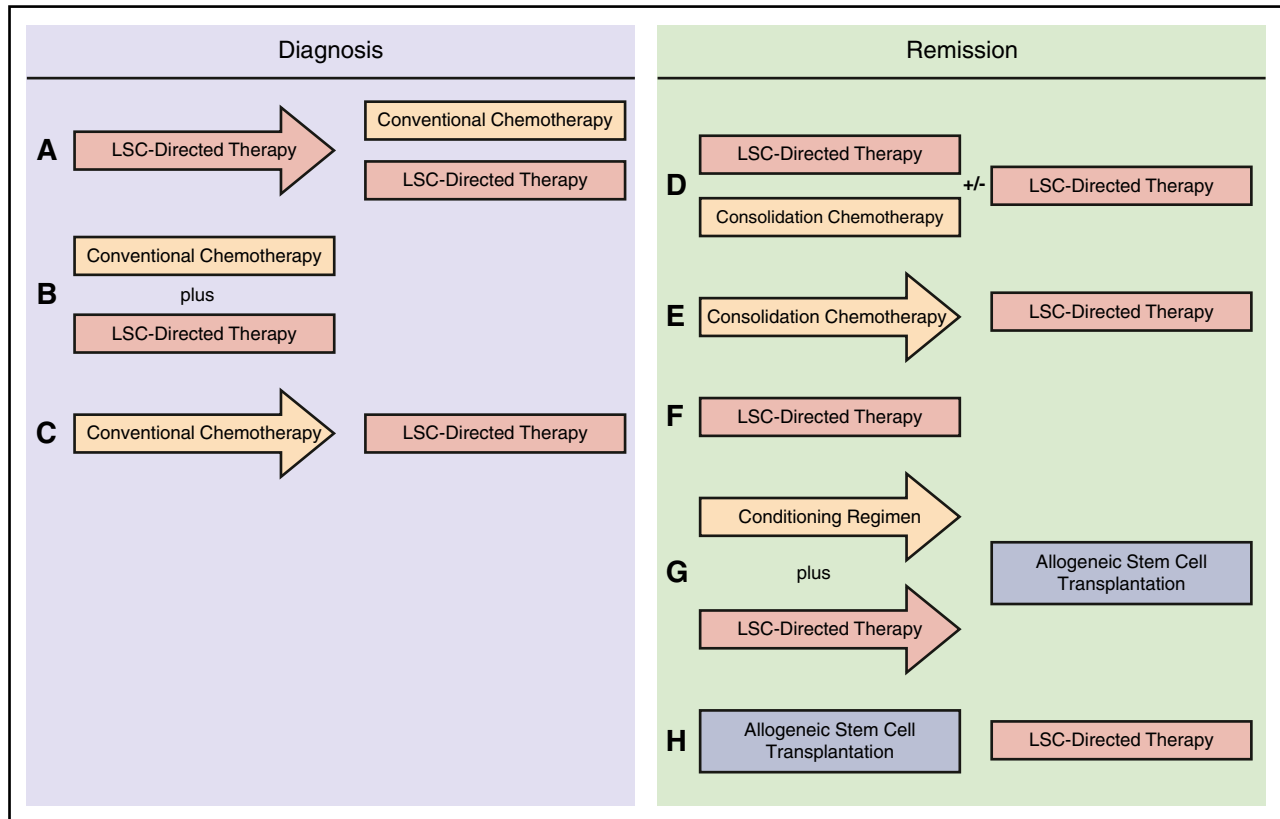 Diagnosis
A
LSC-Directed Therapy
Conventional Chemotherapy
LSC-Directed Therapy
B
Conventional Chemotherapy
plus
LSC-Directed Therapy
C
Conventional Chemotherapy
LSC-Directed Therapy
Remission
D
LSC-Directed Therapy
Consolidation Chemotherapy
+/-
LSC-Directed Therapy
E
Consolidation Chemotherapy
LSC-Directed Therapy
F
LSC-Directed Therapy
G
Conditioning Regimen
plus
LSC-Directed Therapy
Allogeneic Stem Cell
Transplantation
H
Allogeneic Stem Cell
Transplantation
LSC-Directed Therapy